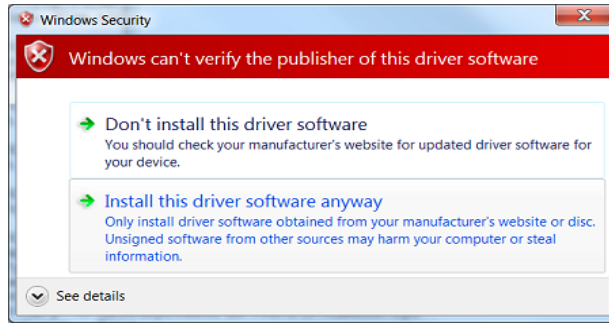 Windows Security
Windows can't verify the publisher of this driver software
Don't install this driver software
You should check your manufacturer's website for updated driver software for
your device.
Install this driver software anyway
Only install driver software obtained from your manufacturer's website or disc.
Unsigned software from other sources may harm your computer or steal
information.
See details